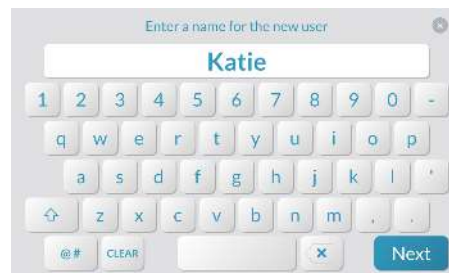 Enter a name for the new user
Katie
1 2 3 4 5 6 7 8 9 0 -
q w e r t y u i o p
a s d f g h j k l '
z x c v b n m , .
@# CLEAR Next